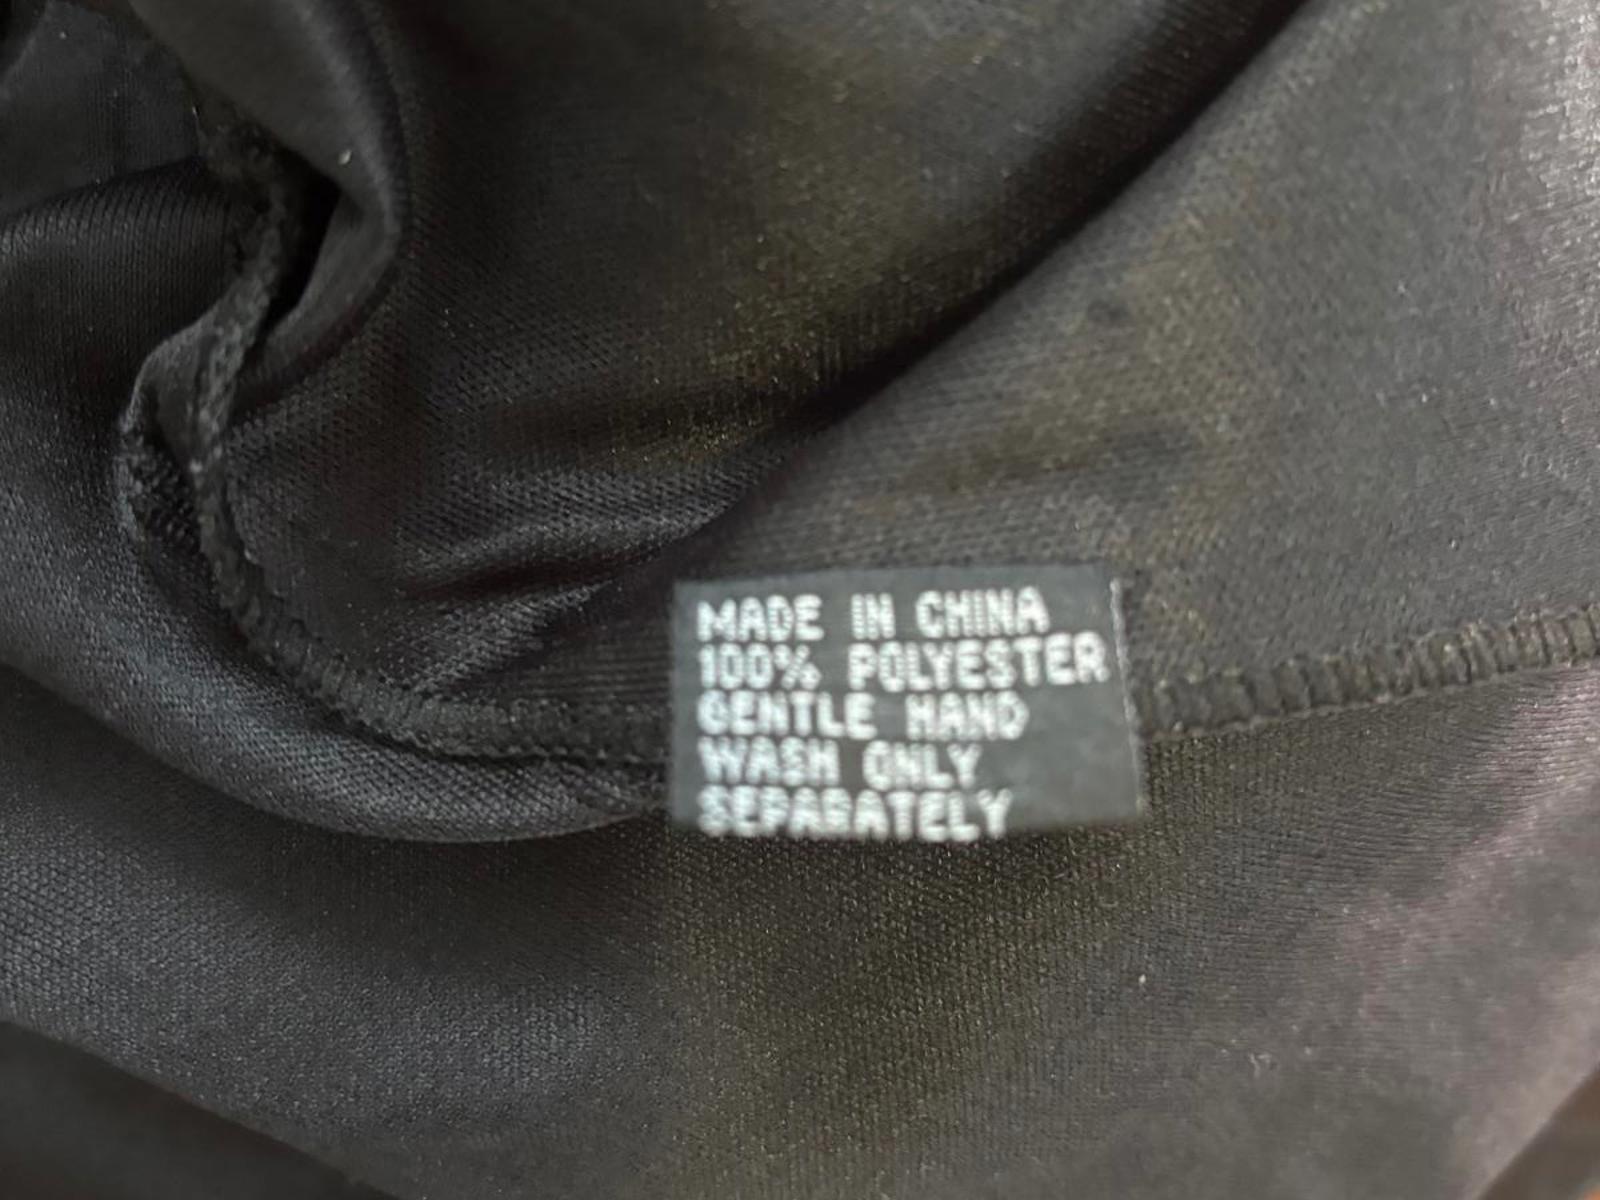 MADE IN CHINA
100% POLYESTER
GENTLE HAND
WASH ONLY
SEPARATELY